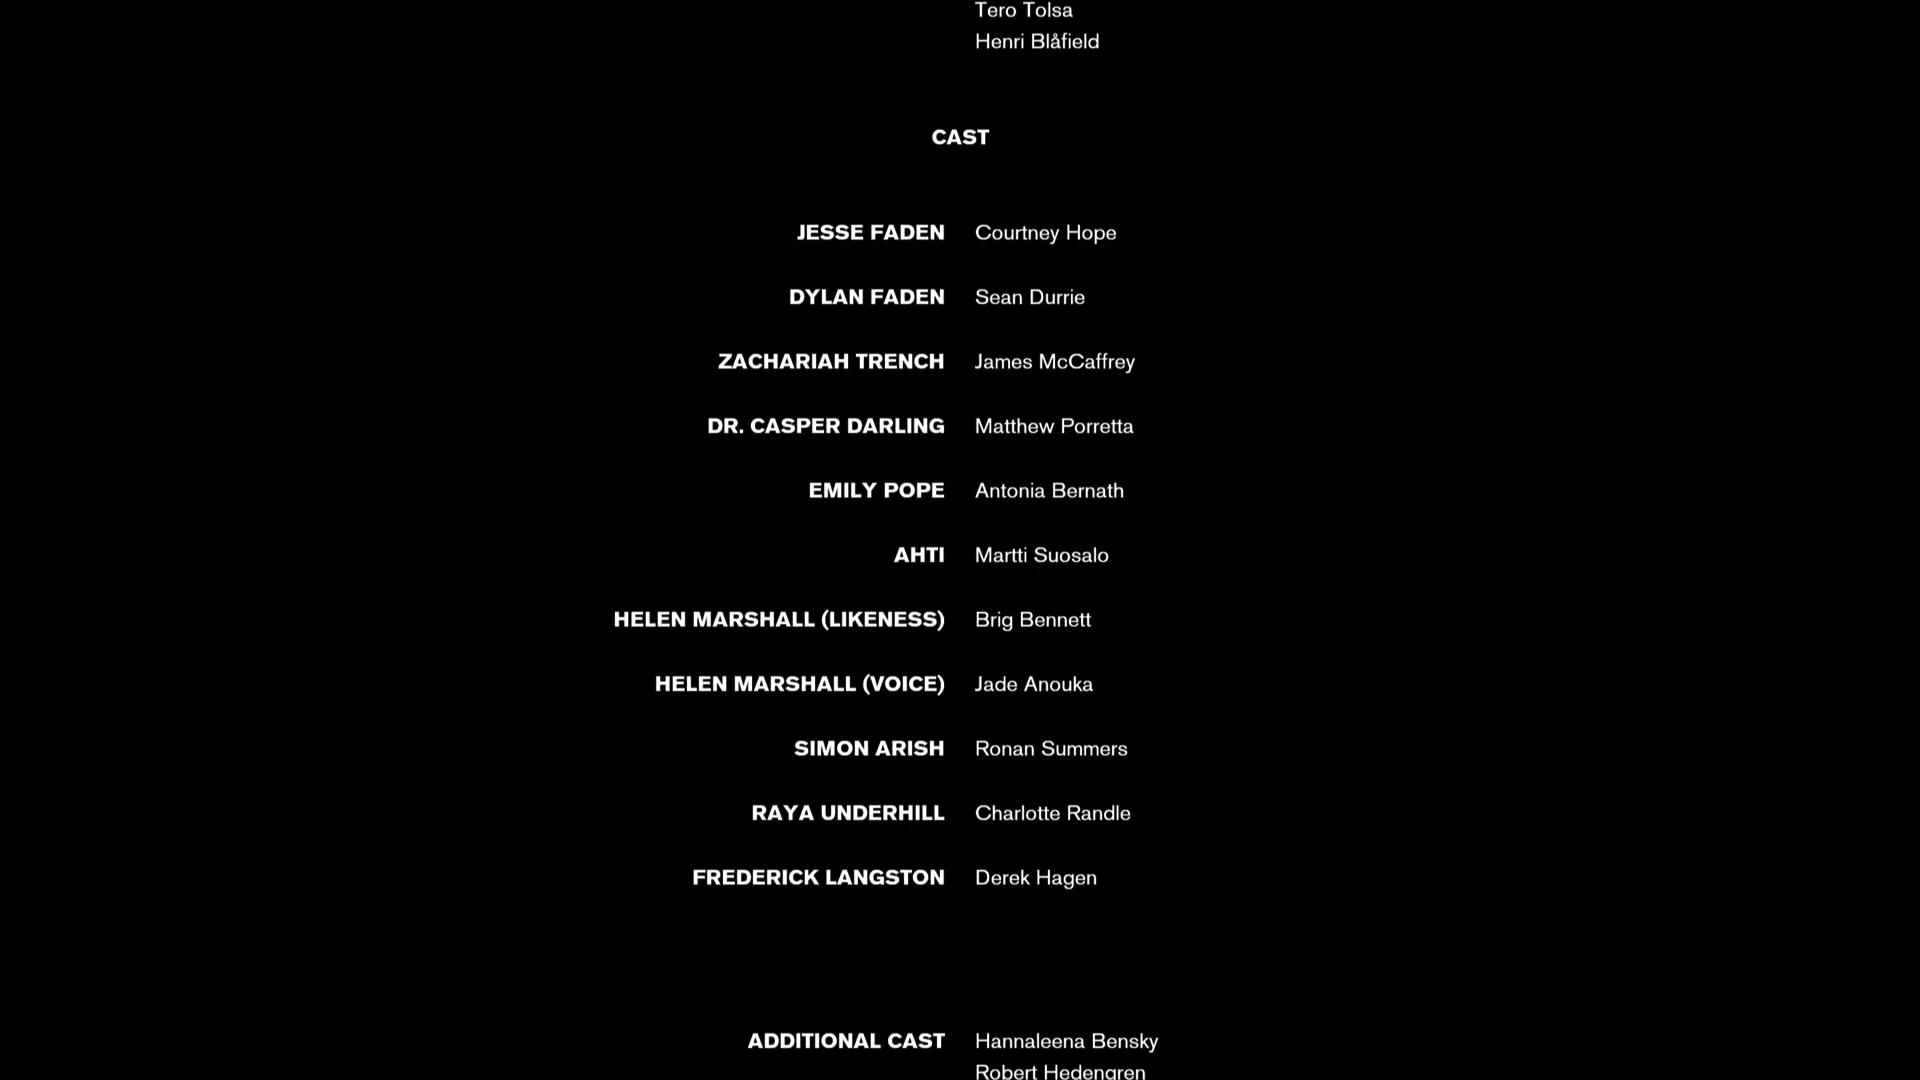 Tero Tolsa
Henri Blåfield
CAST
JESSE FADEN Courtney Hope
DYLAN FADEN Sean Durrie
ZACHARIAH TRENCH James McCaffrey
DR. CASPER DARLING Matthew Porretta
EMILY POPE Antonia Bernath
AHTI Martti Suosalo
HELEN MARSHALL (LIKENESS) Brig Bennett
HELEN MARSHALL (VOICE) Jade Anouka
SIMON ARISH Ronan Summers
RAYA UNDERHILL Charlotte Randle
FREDERICK LANGSTON Derek Hagen
ADDITIONAL CAST Hannaleena Bensky
Robert Hedengren